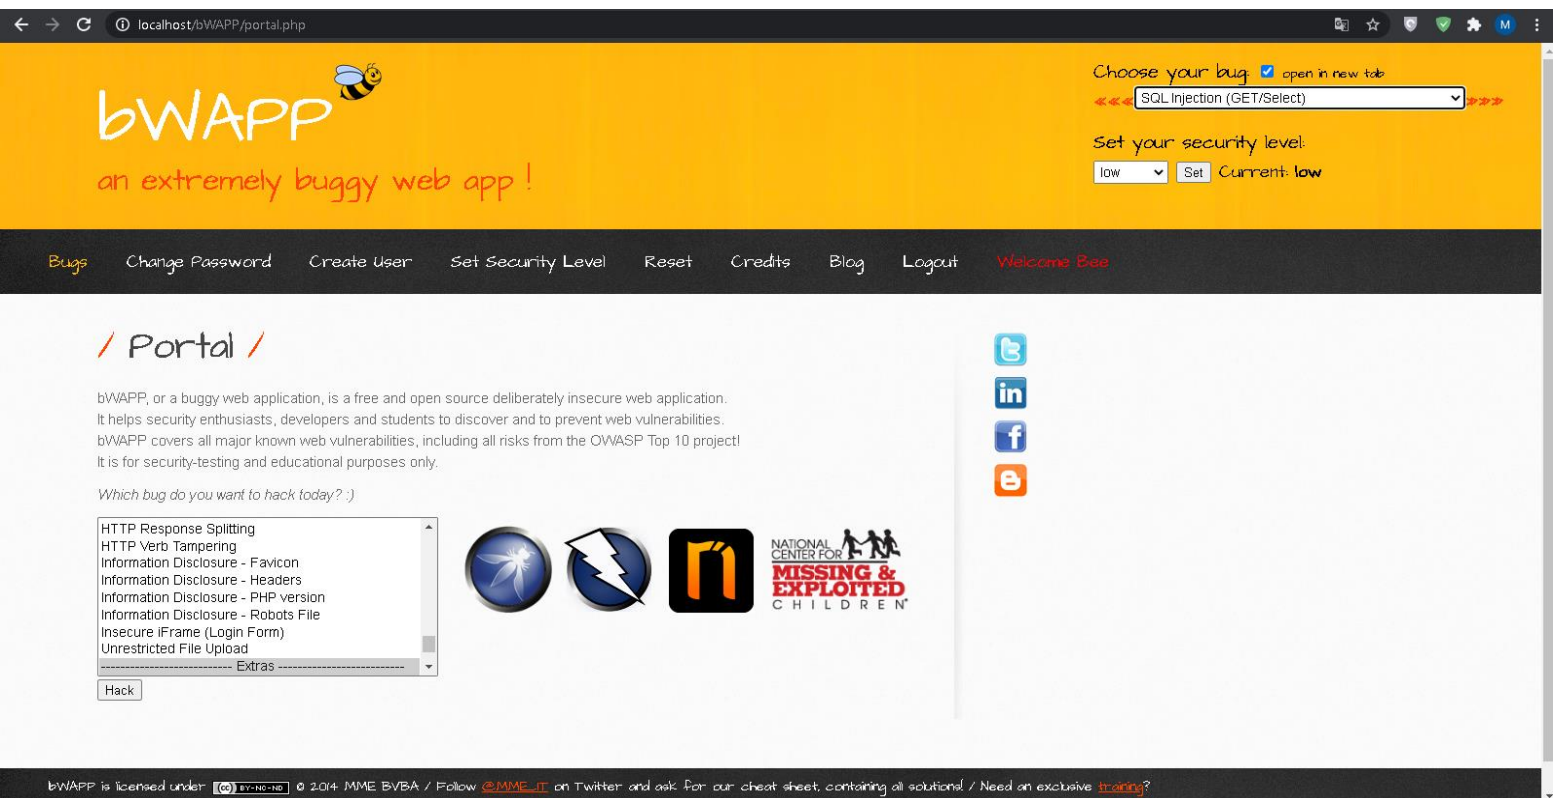 localhost/bWAPP/portal.php
M
bWAPP
an extremely buggy web app !
Choose your bug: open in new tab
SQL Injection (GET/Select)
Set your security level:
low Set Current: low
Bugs Change Password Create User Set Security Level Reset Credits Blog Logout Welcome Bee
/ Portal /
bWAPP, or a buggy web application, is a free and open source deliberately insecure web application.
It helps security enthusiasts, developers and students to discover and to prevent web vulnerabilities.
bWAPP covers all major known web vulnerabilities, including all risks from the OWASP Top 10 project!
It is for security-testing and educational purposes only.
Which bug do you want to hack today? :)
HTTP Response Splitting
HTTP Verb Tampering
Information Disclosure - Favicon
Information Disclosure - Headers
Information Disclosure - PHP version
Information Disclosure - Robots File
Insecure iFrame (Login Form)
Unrestricted File Upload
-------------------------- Extras --------------------------
Hack
NATIONAL
CENTER FOR
MISSING &
EXPLOITED
CHILDREN
in
bWAPP is licensed under (cc) BY-NC-ND © 2014 MME BVBA / Follow @MME_IT on Twitter and ask for our cheat sheet, containing all solutions! / Need an exclusive training?